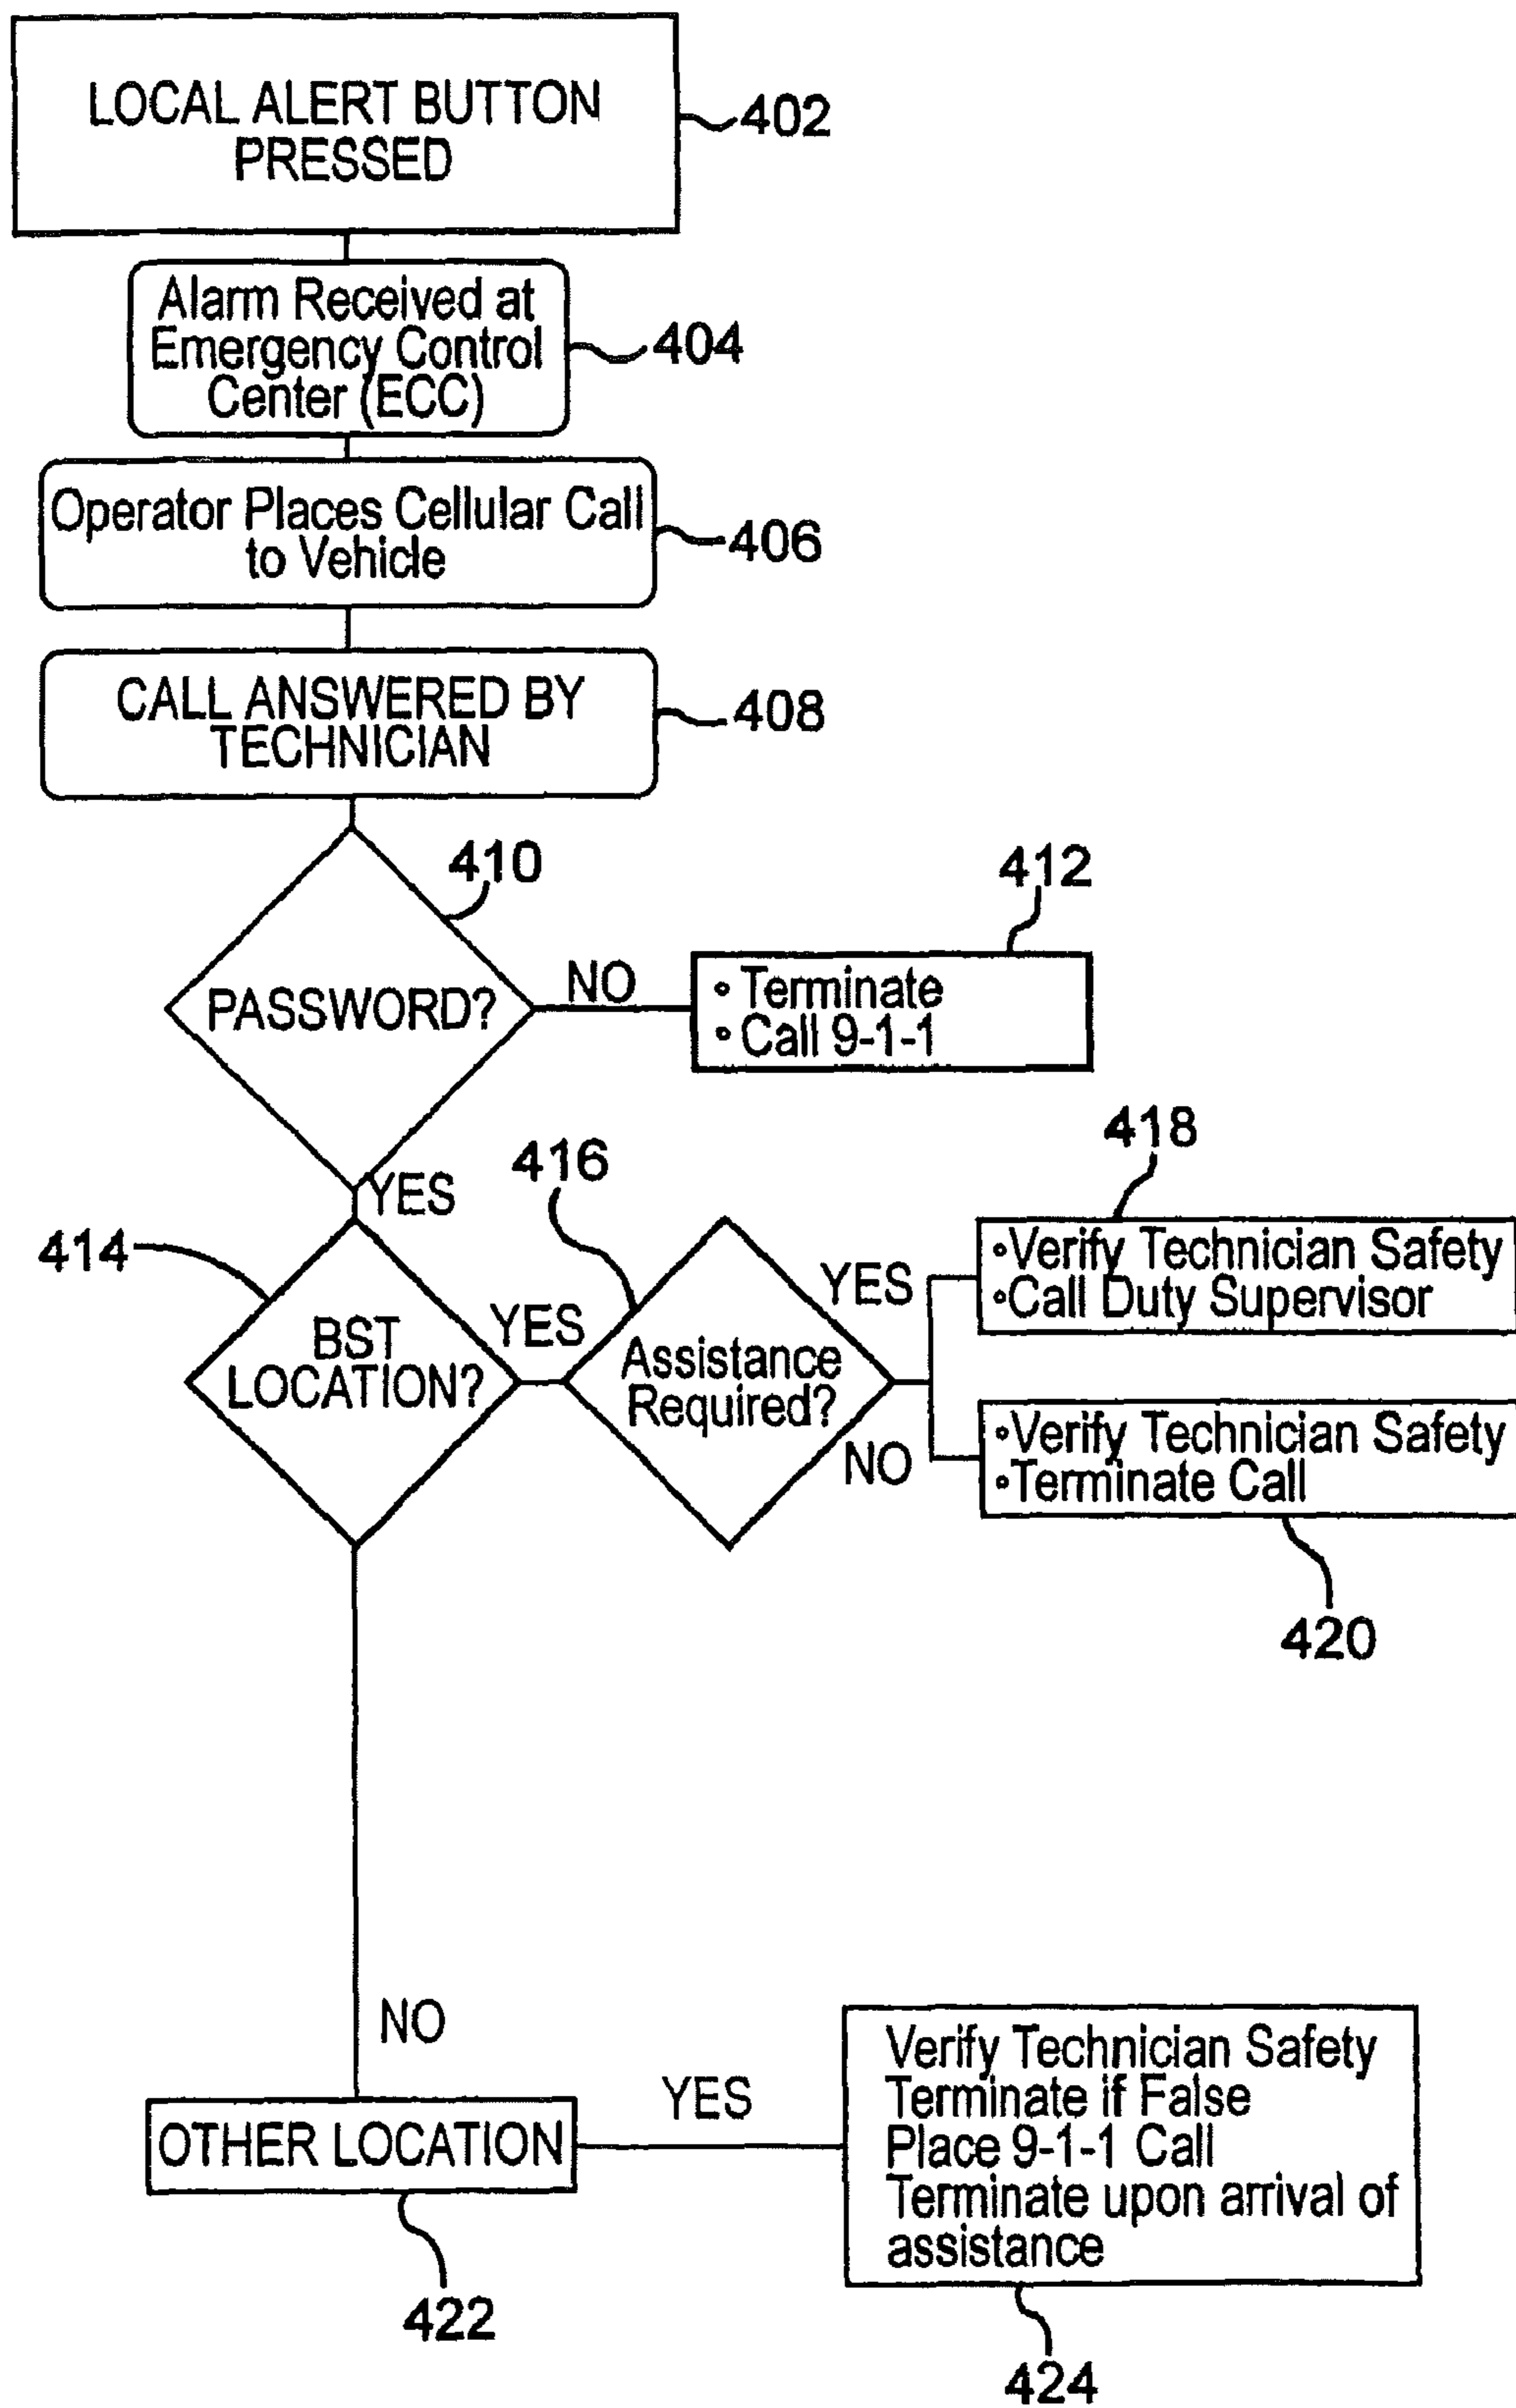 LOCAL ALERT BUTTON
PRESSED
402
Alarm Received at
Emergency Control
Center (ECC)
404
Operator Places Cellular Call
to Vehicle
406
CALL ANSWERED BY
TECHNICIAN
408
410
PASSWORD?
NO
412
• Terminate
• Call 9-1-1
YES
414
BST
LOCATION?
YES
416
Assistance
Required?
YES
418
•Verify Technician Safety
•Call Duty Supervisor
NO
•Verify Technician Safety
•Terminate Call
420
NO
OTHER LOCATION
422
YES
Verify Technician Safety
Terminate if False
Place 9-1-1 Call
Terminate upon arrival of
assistance
424